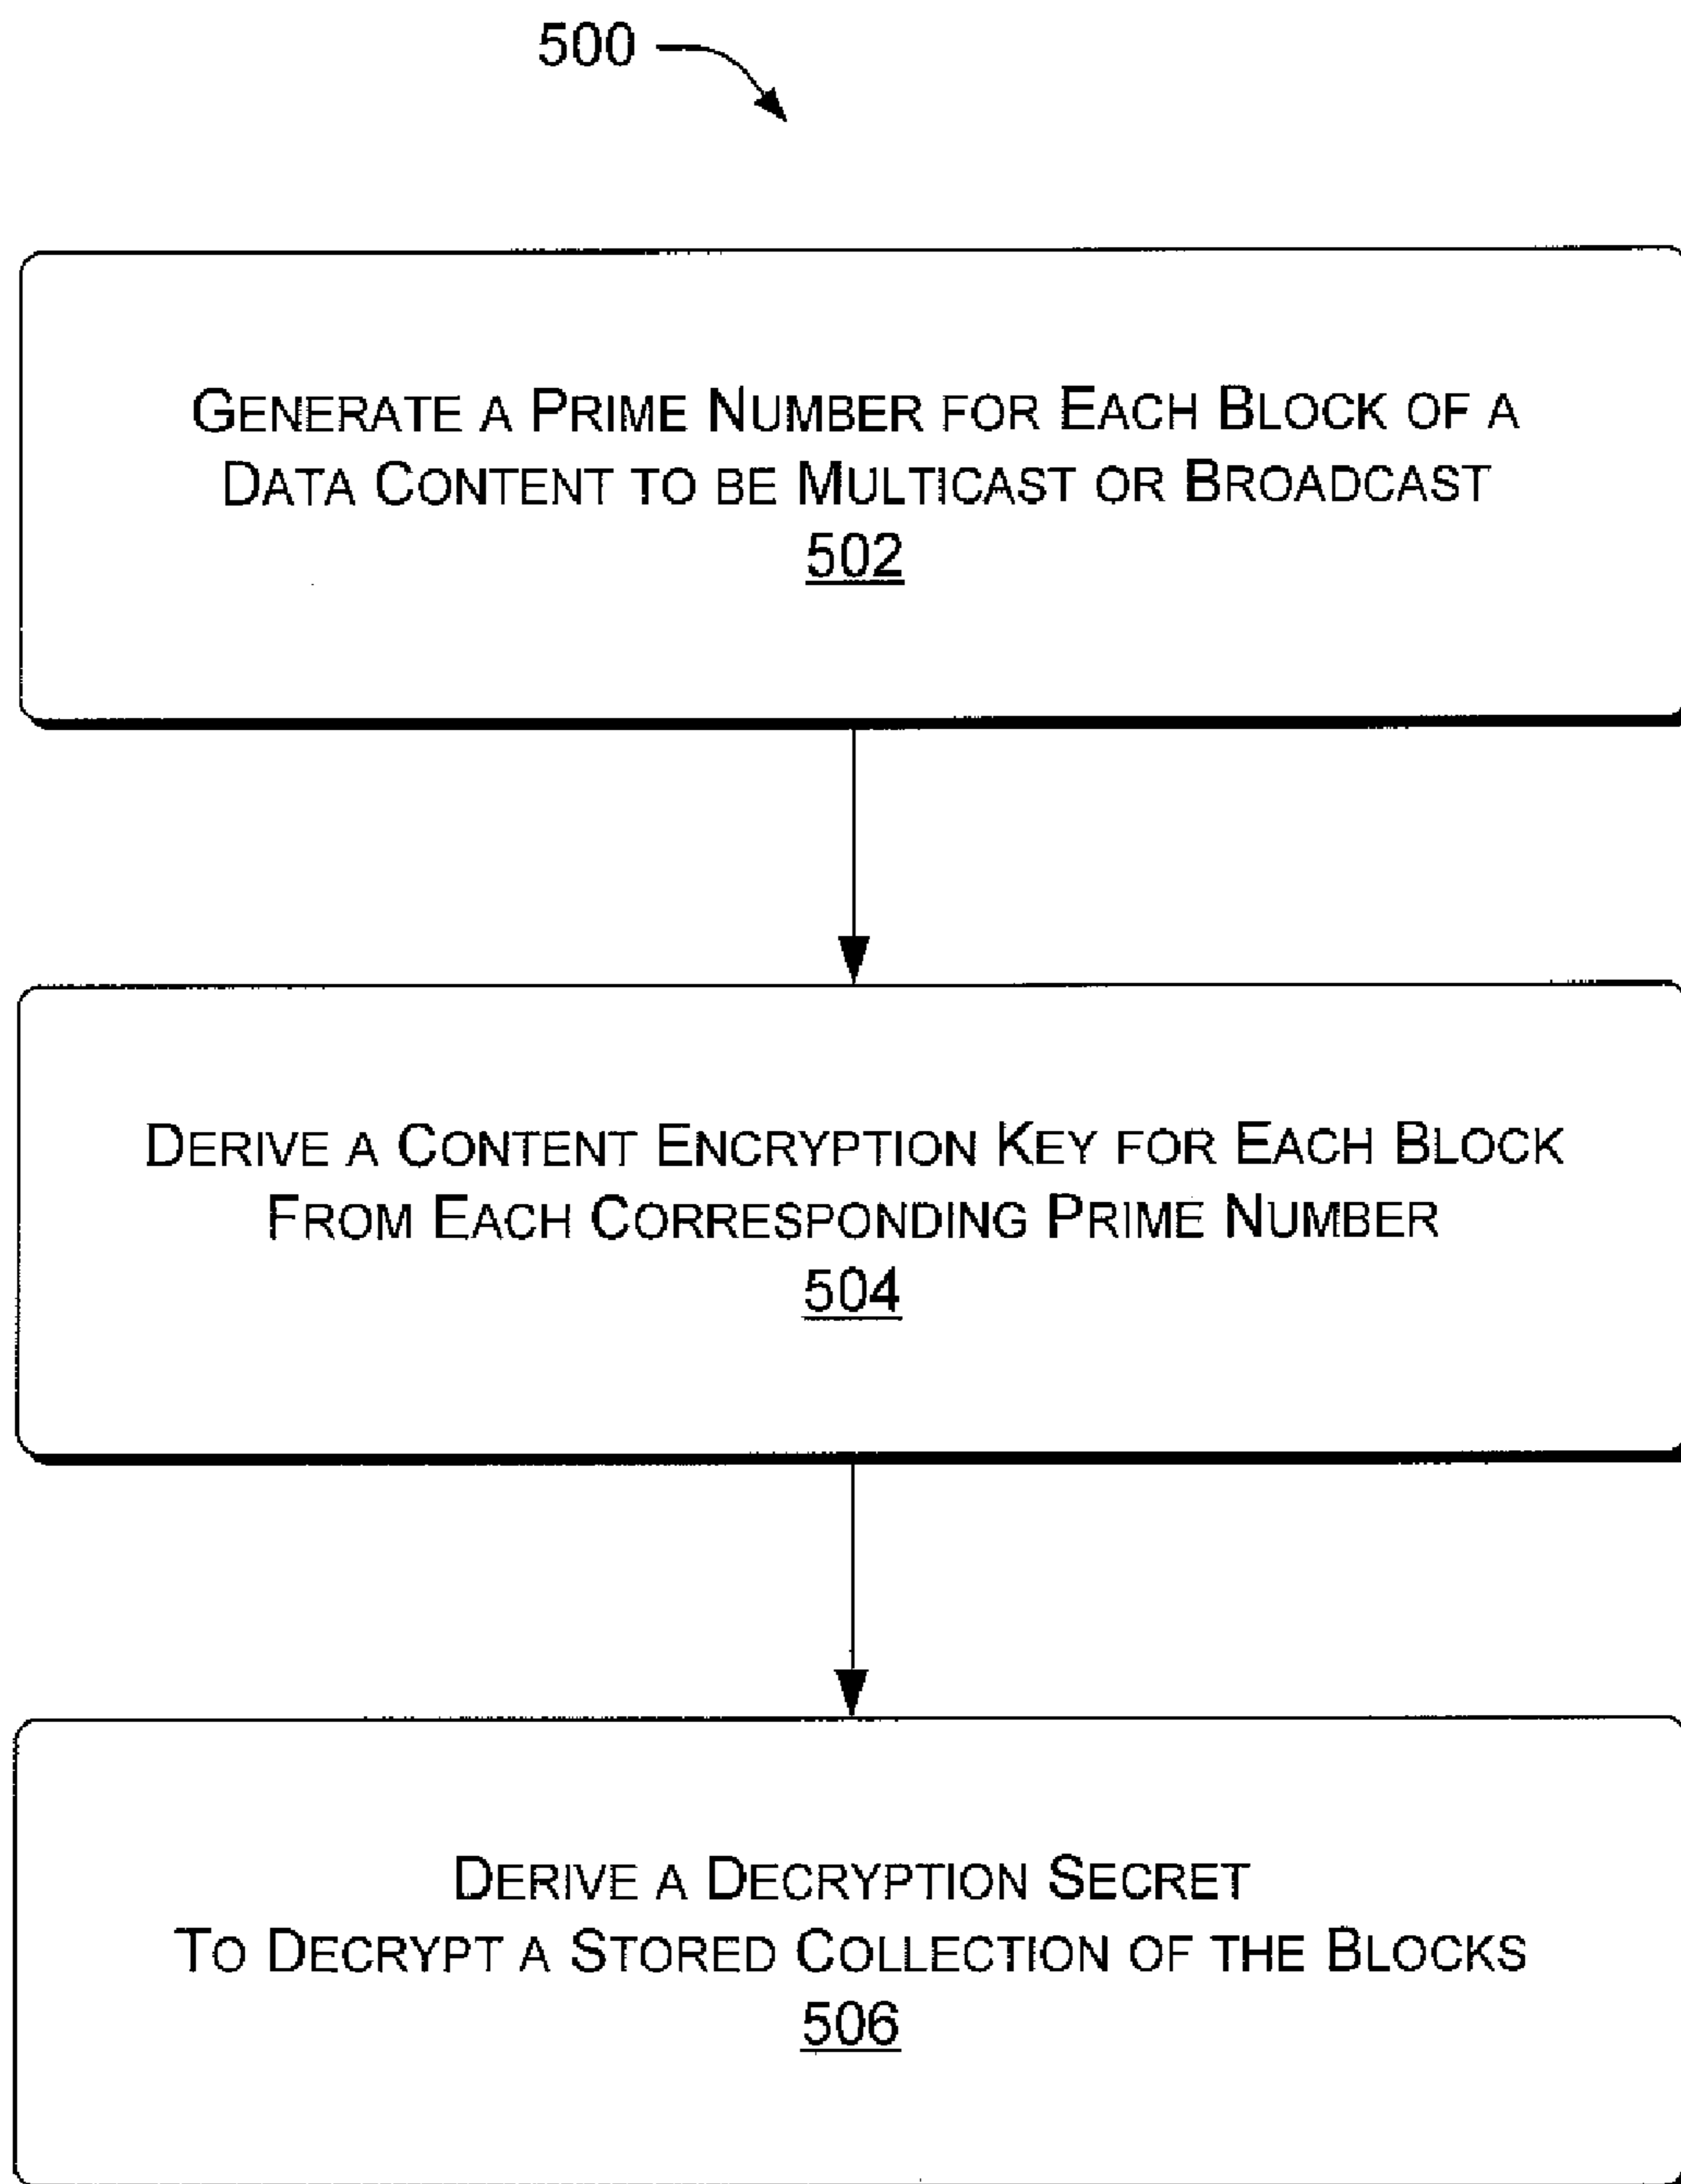 500
GENERATE A PRIME NUMBER FOR EACH BLOCK OF A
DATA CONTENT TO BE MULTICAST OR BROADCAST
502
DERIVE A CONTENT ENCRYPTION KEY FOR EACH BLOCK
FROM EACH CORRESPONDING PRIME NUMBER
504
DERIVE A DECRYPTION SECRET
TO DECRYPT A STORED COLLECTION OF THE BLOCKS
506